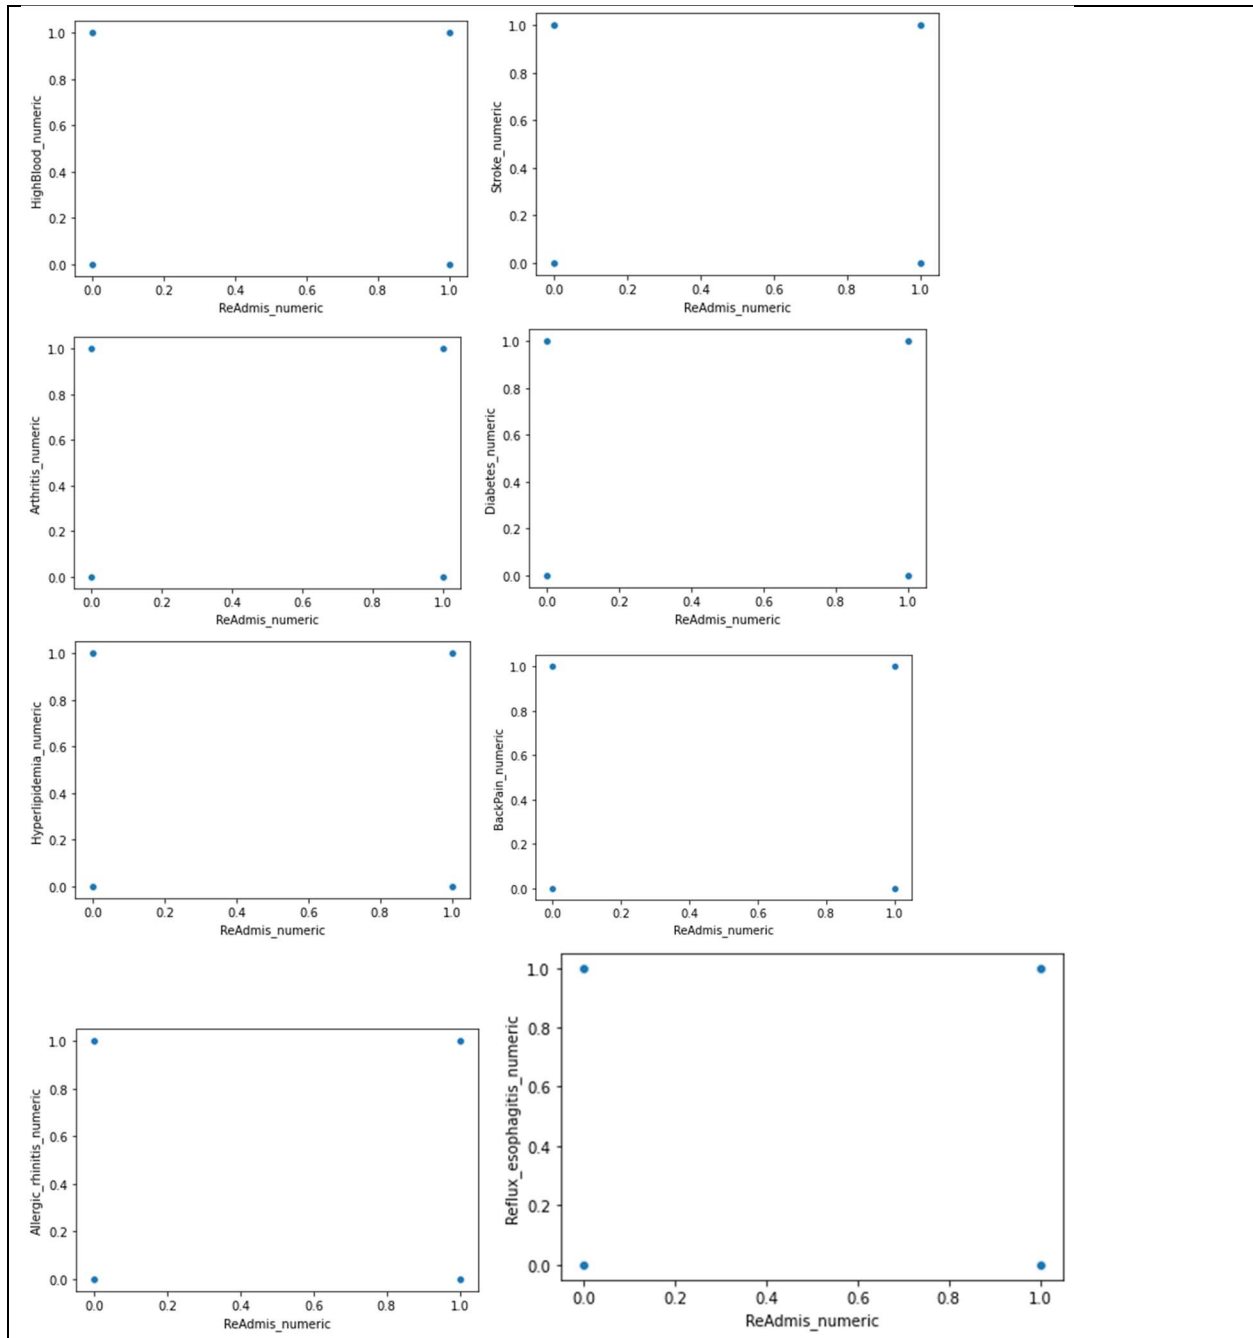 1.0
0.8
0.6
0.4
0.2
0.0
HighBlood_numeric
0.0 0.2 0.4 0.6 0.8 1.0
ReAdmis_numeric
1.0
0.8
0.6
0.4
0.2
0.0
Stroke_numeric
0.0 0.2 0.4 0.6 0.8 1.0
ReAdmis_numeric
1.0
0.8
0.6
0.4
0.2
0.0
Arthritis_numeric
0.0 0.2 0.4 0.6 0.8 1.0
ReAdmis_numeric
1.0
0.8
0.6
0.4
0.2
0.0
Diabetes_numeric
0.0 0.2 0.4 0.6 0.8 1.0
ReAdmis_numeric
1.0
0.8
0.6
0.4
0.2
0.0
Hyperlipidemia_numeric
0.0 0.2 0.4 0.6 0.8 1.0
ReAdmis_numeric
1.0
0.8
0.6
0.4
0.2
0.0
BackPain_numeric
0.0 0.2 0.4 0.6 0.8 1.0
ReAdmis_numeric
1.0
0.8
0.6
0.4
0.2
0.0
Allergic_rhinitis_numeric
0.0 0.2 0.4 0.6 0.8 1.0
ReAdmis_numeric
1.0
0.8
0.6
0.4
0.2
0.0
Reflux_esophagitis_numeric
0.0 0.2 0.4 0.6 0.8 1.0
ReAdmis_numeric